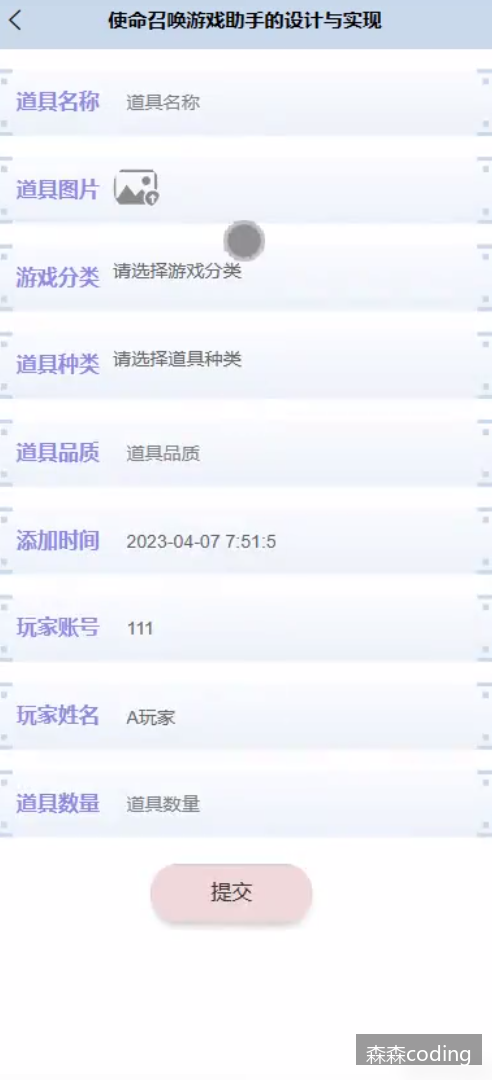 使命召唤游戏助手的设计与实现
道具名称 道具名称
道具图片
游戏分类 请选择游戏分类
道具种类 请选择道具种类
道具品质 道具品质
添加时间 2023-04-07 7:51:5
玩家账号 111
玩家姓名 A玩家
道具数量 道具数量
提交
森森coding